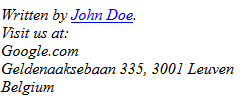 Written by John Doe.
Visit us at:
Google.com
Geldenaaksebaan 335, 3001 Leuven
Belgium